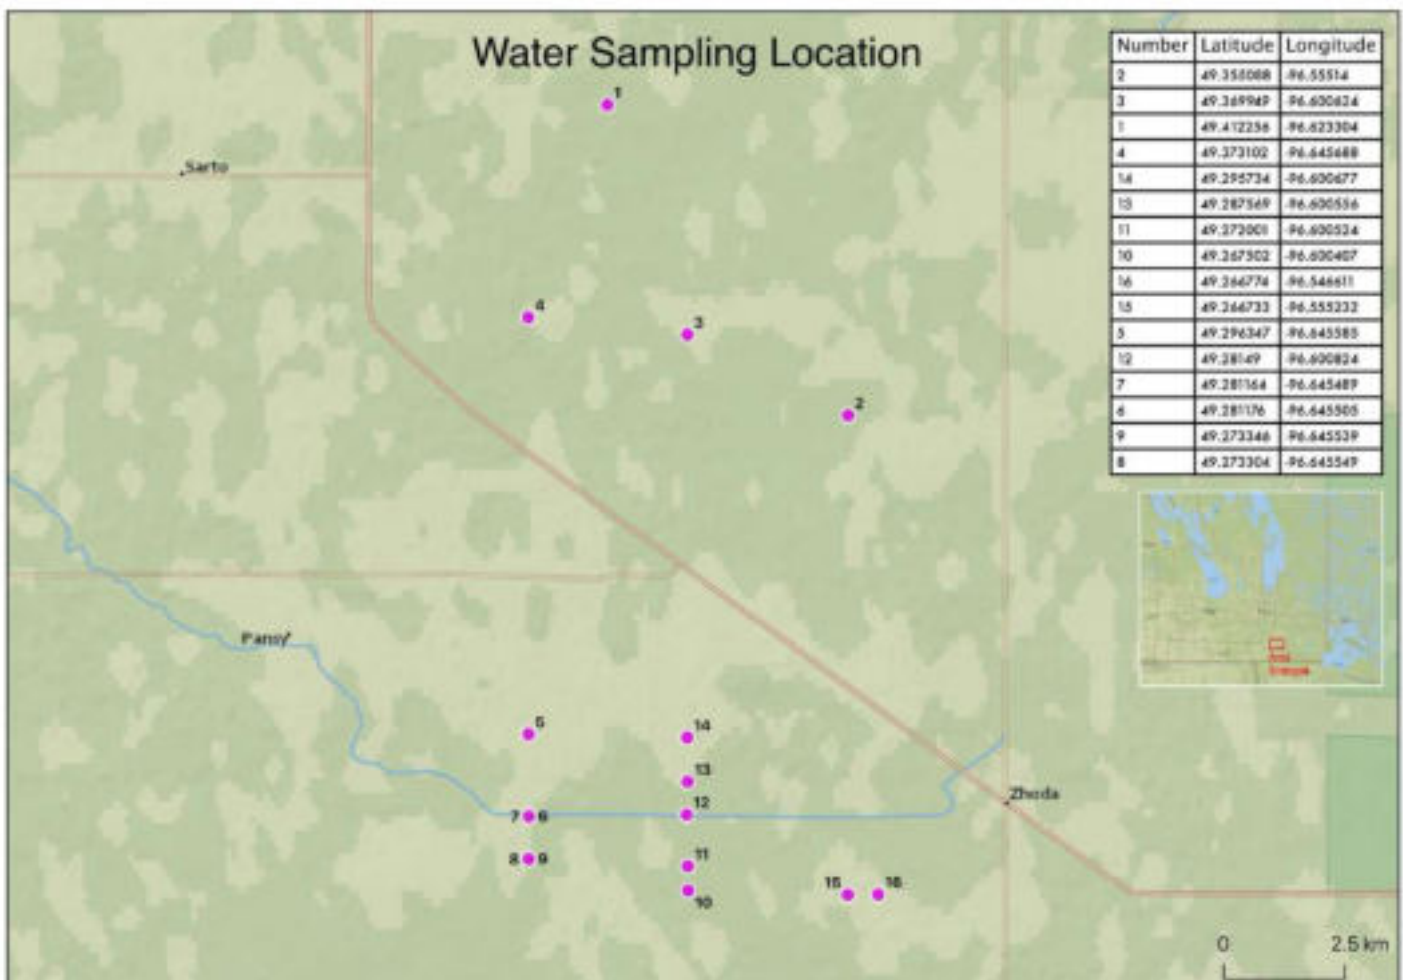 Water Sampling Location
Number Latitude Longitude
2 49.355088 -96.55514
3 49.369949 -96.600624
1 49.412256 -96.623304
4 49.373102 -96.645688
14 49.295734 -96.600677
13 49.287569 -96.600556
11 49.272001 -96.600524
10 49.267502 -96.600407
16 49.266774 -96.546611
15 49.266733 -96.555232
5 49.296347 -96.645585
12 49.28149 -96.600824
7 49.281164 -96.645489
6 49.281176 -96.645505
9 49.273346 -96.645539
8 49.273304 -96.645549
1
Sarto
4
3
2
Pansy
5
14
13
12
7 6
Zhoda
11
8 9
15 16
10
0 2.5 km